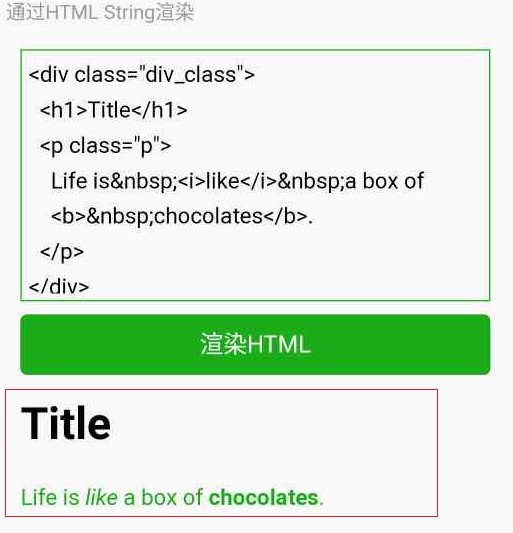 通过HTML String渲染
<div class="div_class">
<h1>Title</h1>
<p class="p">
Life is&nbsp;<i>like</i>&nbsp;a box of
<b>&nbsp;chocolates</b>.
</p>
</div>
渲染HTML
Title
Life is like a box of chocolates.